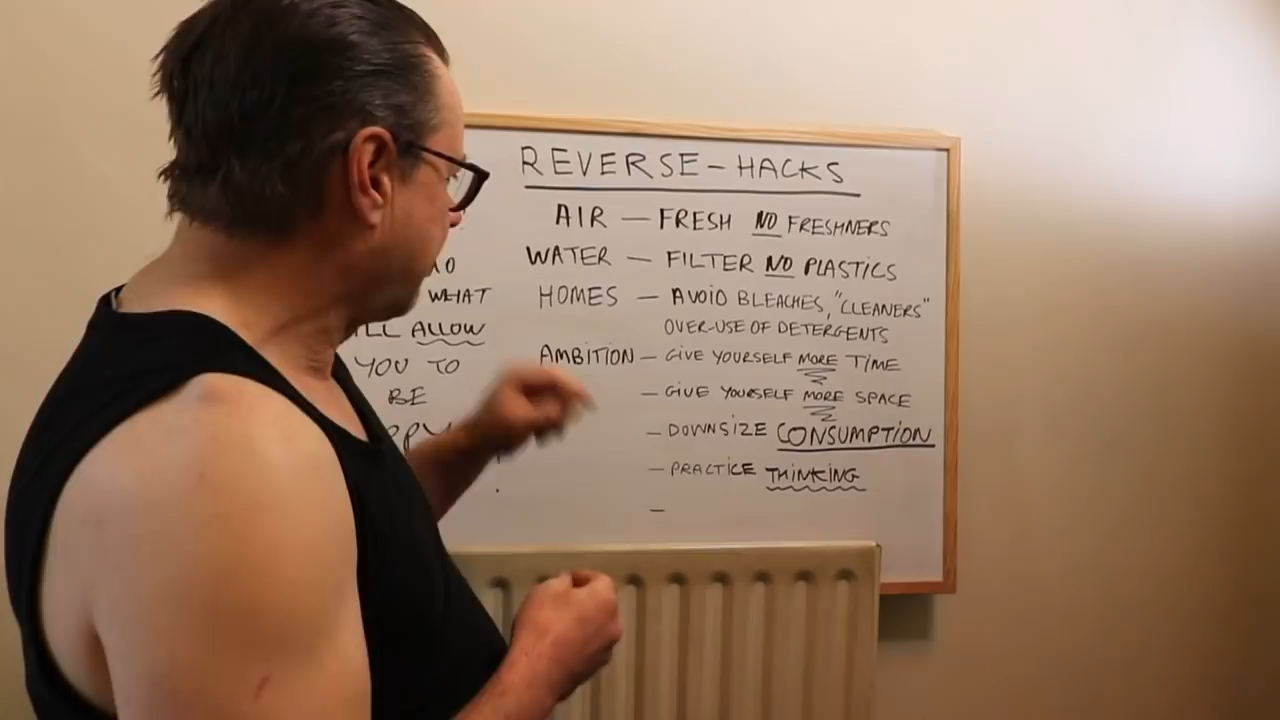 REVERSE-HACKS
AIR — FRESH NO FRESHNERS
WATER — FILTER NO PLASTICS
HOMES — AVOID BLEACHES, "CLEANERS"
OVER-USE OF DETERGENTS
AMBITION — GIVE YOURSELF MORE TIME
— GIVE YOURSELF MORE SPACE
— DOWNSIZE CONSUMPTION
— PRACTICE THINKING
—
WHAT
ALLOW
YOU TO
BE